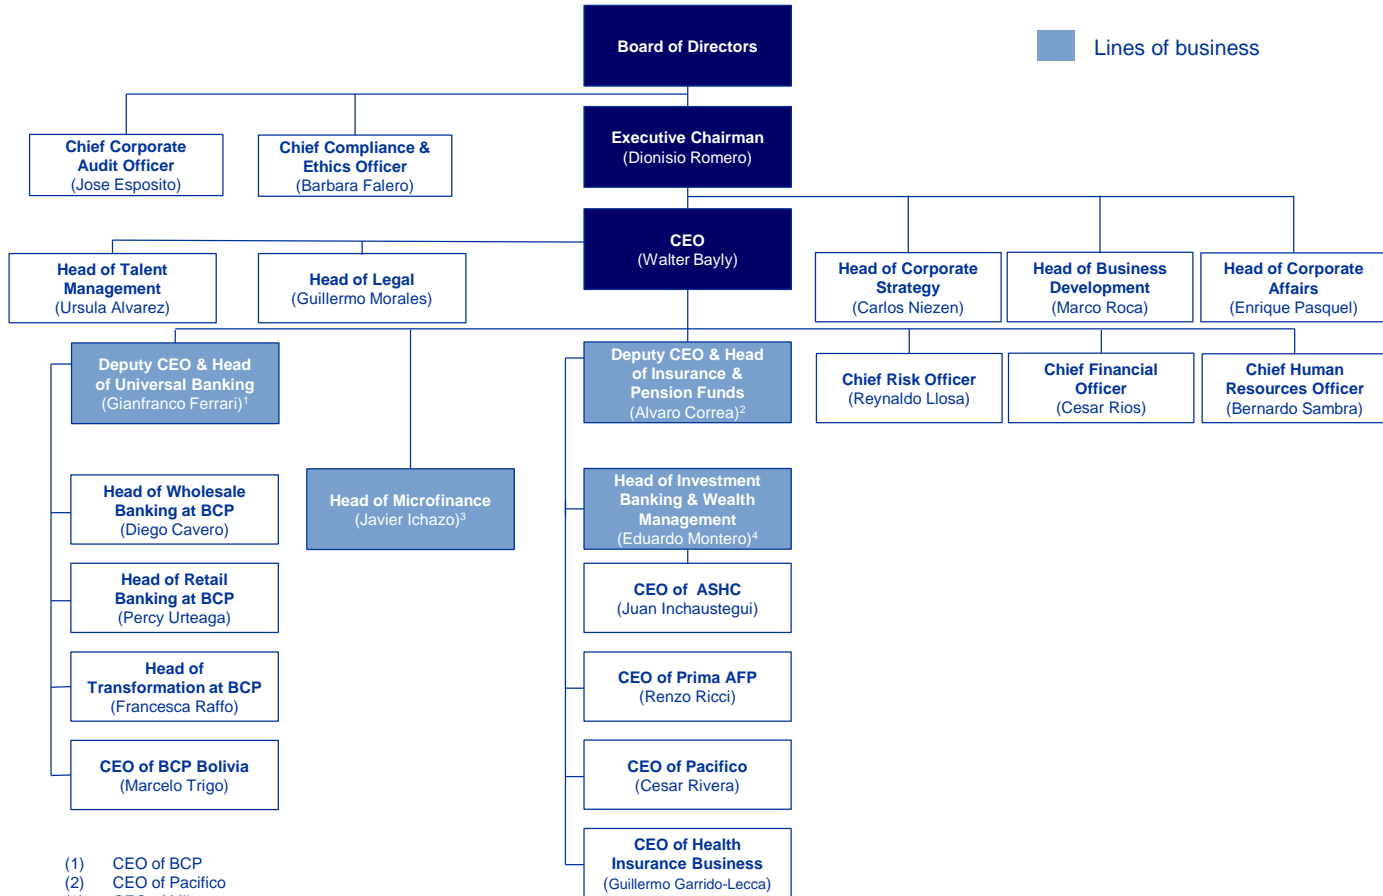 Board of Directors
Lines of business
Executive Chairman
(Dionisio Romero)
Chief Corporate
Audit Officer
(Jose Esposito)
Chief Compliance &
Ethics Officer
(Barbara Falero)
CEO
(Walter Bayly)
Head of Talent
Management
(Ursula Alvarez)
Head of Legal
(Guillermo Morales)
Head of Corporate
Strategy
(Carlos Niezen)
Head of Business
Development
(Marco Roca)
Head of Corporate
Affairs
(Enrique Pasquel)
Deputy CEO & Head
of Universal Banking
(Gianfranco Ferrari)1
Deputy CEO & Head
of Insurance &
Pension Funds
(Alvaro Correa)2
Chief Risk Officer
(Reynaldo Llosa)
Chief Financial
Officer
(Cesar Rios)
Chief Human
Resources Officer
(Bernardo Sambra)
Head of Wholesale
Banking at BCP
(Diego Cavero)
Head of Microfinance
(Javier Ichazo)3
Head of Investment
Banking & Wealth
Management
(Eduardo Montero)4
Head of Retail
Banking at BCP
(Percy Urteaga)
CEO of ASHC
(Juan Inchaustegui)
Head of
Transformation at BCP
(Francesca Raffo)
CEO of Prima AFP
(Renzo Ricci)
CEO of BCP Bolivia
(Marcelo Trigo)
CEO of Pacifico
(Cesar Rivera)
CEO of Health
Insurance Business
(Guillermo Garrido-Lecca)
(1) CEO of BCP
(2) CEO of Pacifico